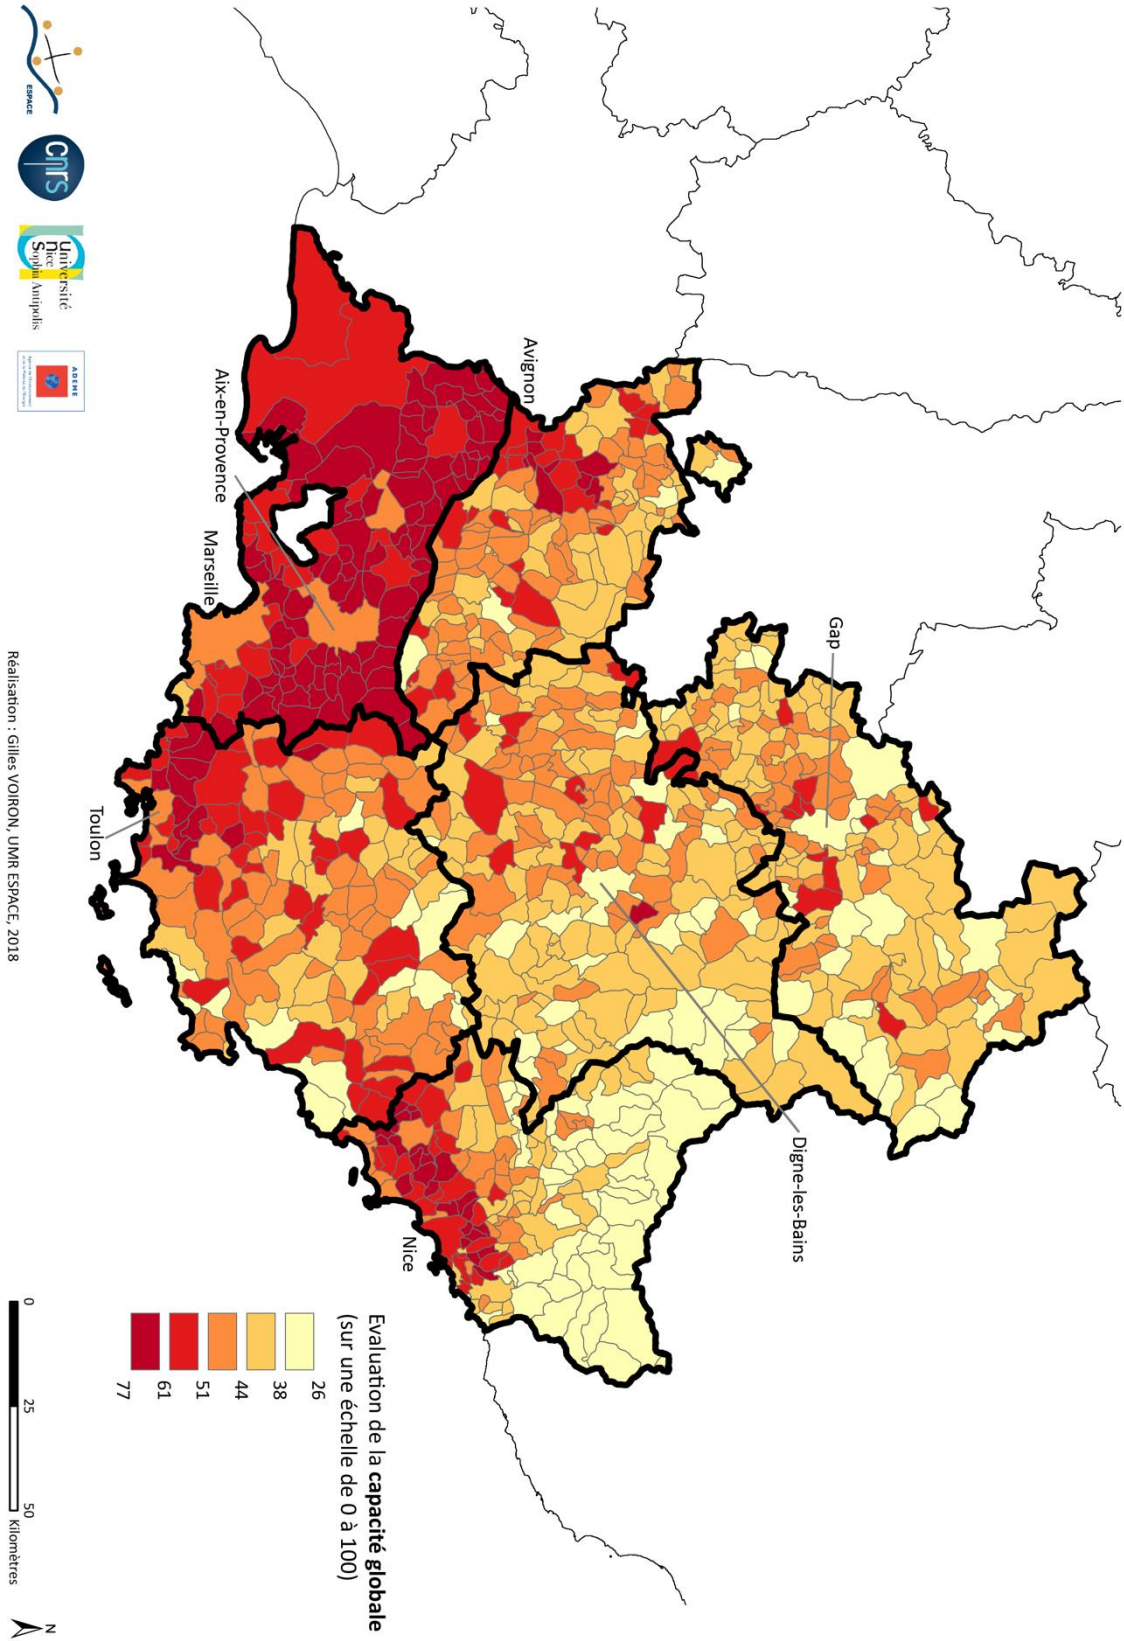 Gap
Avignon
Digne-les-Bains
Aix-en-Provence
Nice
Marseille
Toulon
Evaluation de la capacité globale
(sur une échelle de 0 à 100)
26
38
44
51
61
77
0 25 50
Kilomètres
N
ESPACE
cnrs
Université
nice
Sophia Antipolis
ADEME
Réalisation : Gilles VOIRON, UMR ESPACE, 2018